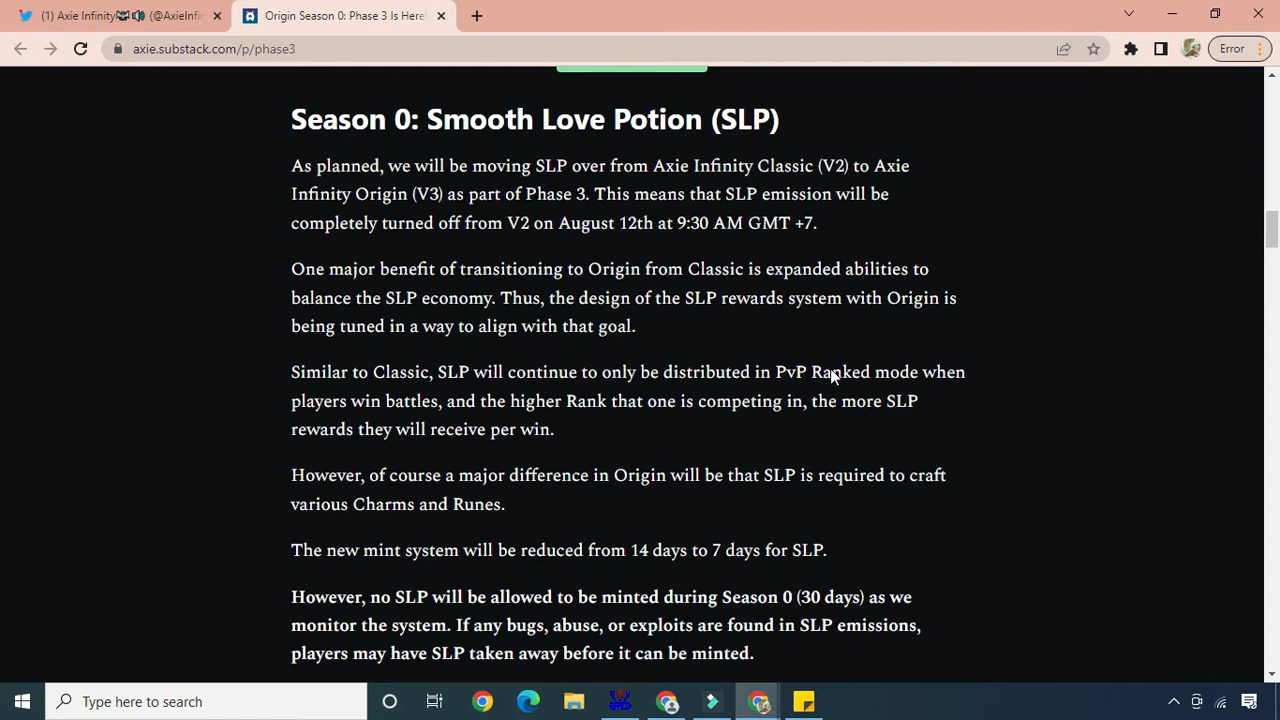 (1) Axie Infinity🦇🔊 (@AxieInfin
Origin Season 0: Phase 3 Is Here!
axie.substack.com/p/phase3
Error
Season 0: Smooth Love Potion (SLP)
As planned, we will be moving SLP over from Axie Infinity Classic (V2) to Axie
Infinity Origin (V3) as part of Phase 3. This means that SLP emission will be
completely turned off from V2 on August 12th at 9:30 AM GMT +7.
One major benefit of transitioning to Origin from Classic is expanded abilities to
balance the SLP economy. Thus, the design of the SLP rewards system with Origin is
being tuned in a way to align with that goal.
Similar to Classic, SLP will continue to only be distributed in PvP Ranked mode when
players win battles, and the higher Rank that one is competing in, the more SLP
rewards they will receive per win.
However, of course a major difference in Origin will be that SLP is required to craft
various Charms and Runes.
The new mint system will be reduced from 14 days to 7 days for SLP.
However, no SLP will be allowed to be minted during Season 0 (30 days) as we
monitor the system. If any bugs, abuse, or exploits are found in SLP emissions,
players may have SLP taken away before it can be minted.
Type here to search